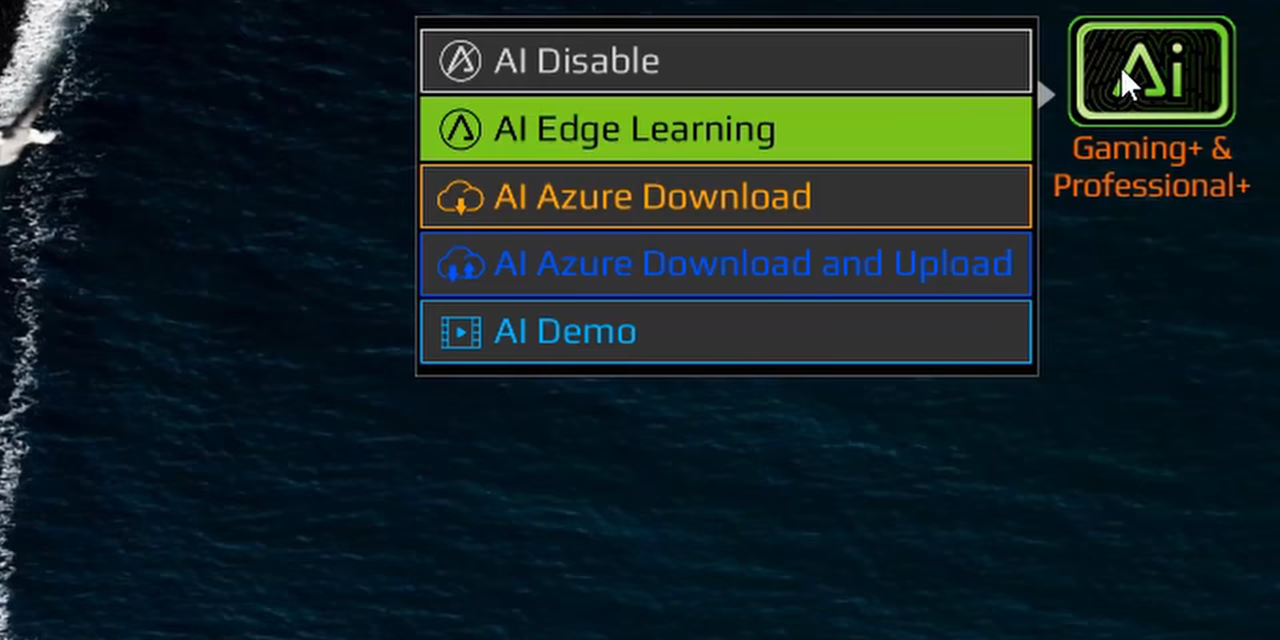 AI Disable
AI Edge Learning
AI Azure Download
AI Azure Download and Upload
AI Demo
Ai
Gaming+ &
Professional+